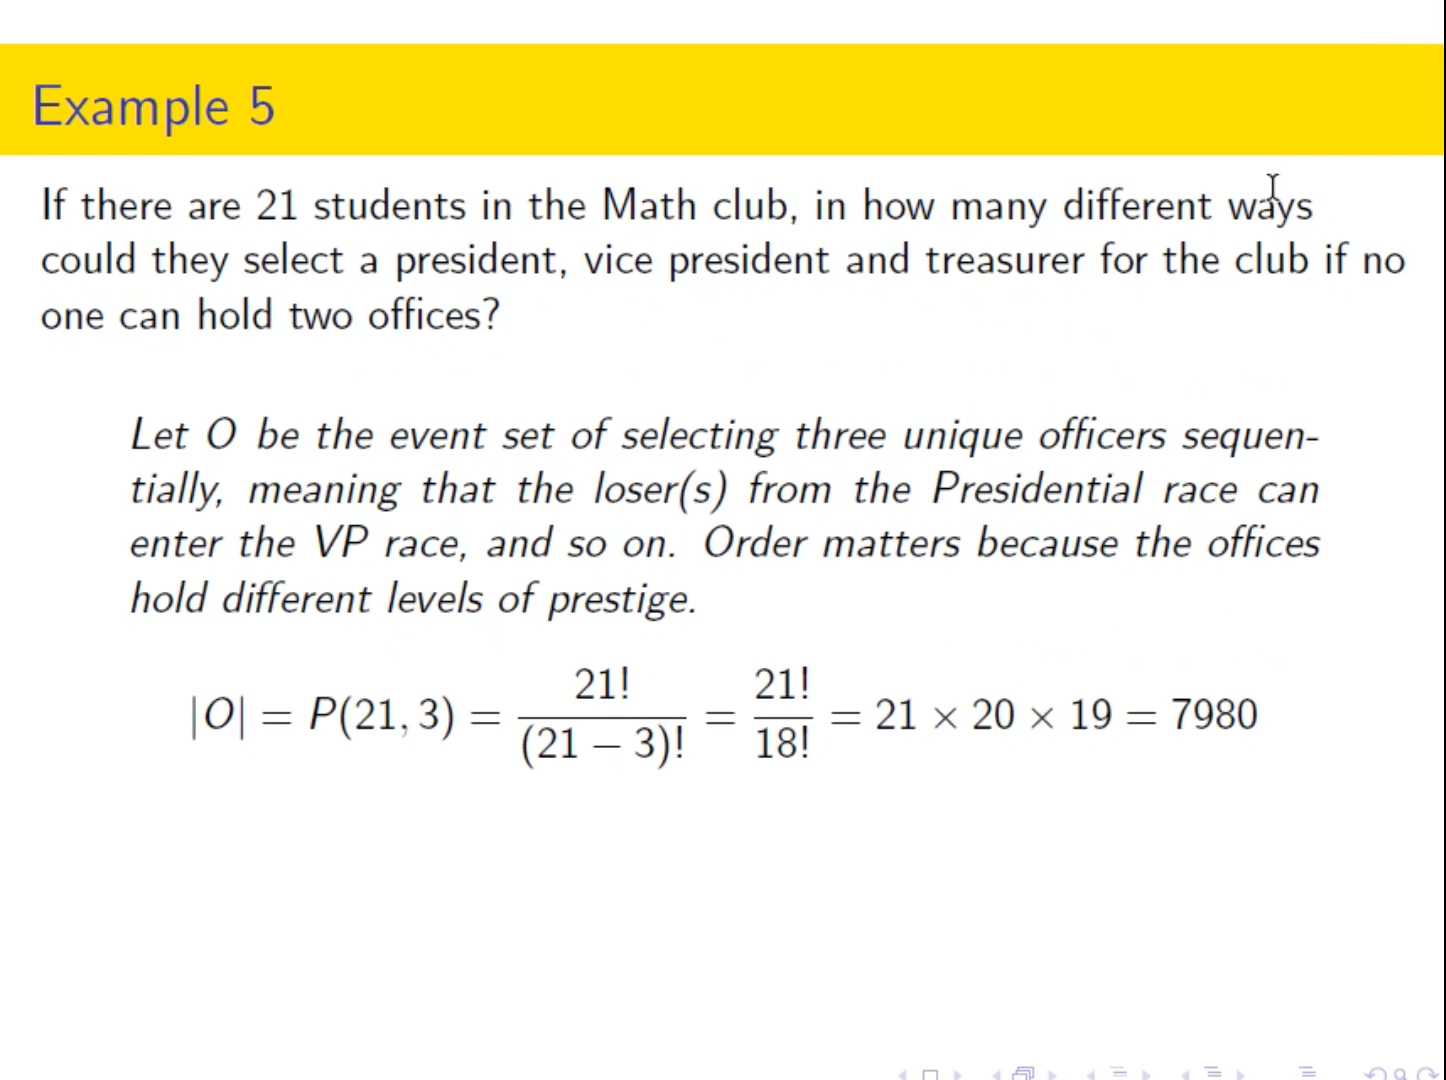 Example 5
If there are 21 students in the Math club, in how many different ways
could they select a president, vice president and treasurer for the club if no
one can hold two offices?
Let O be the event set of selecting three unique officers sequen-
tially, meaning that the loser(s) from the Presidential race can
enter the VP race, and so on. Order matters because the offices
hold different levels of prestige.
|O| = P(21, 3) = 21! / (21 − 3)! = 21! / 18! = 21 × 20 × 19 = 7980